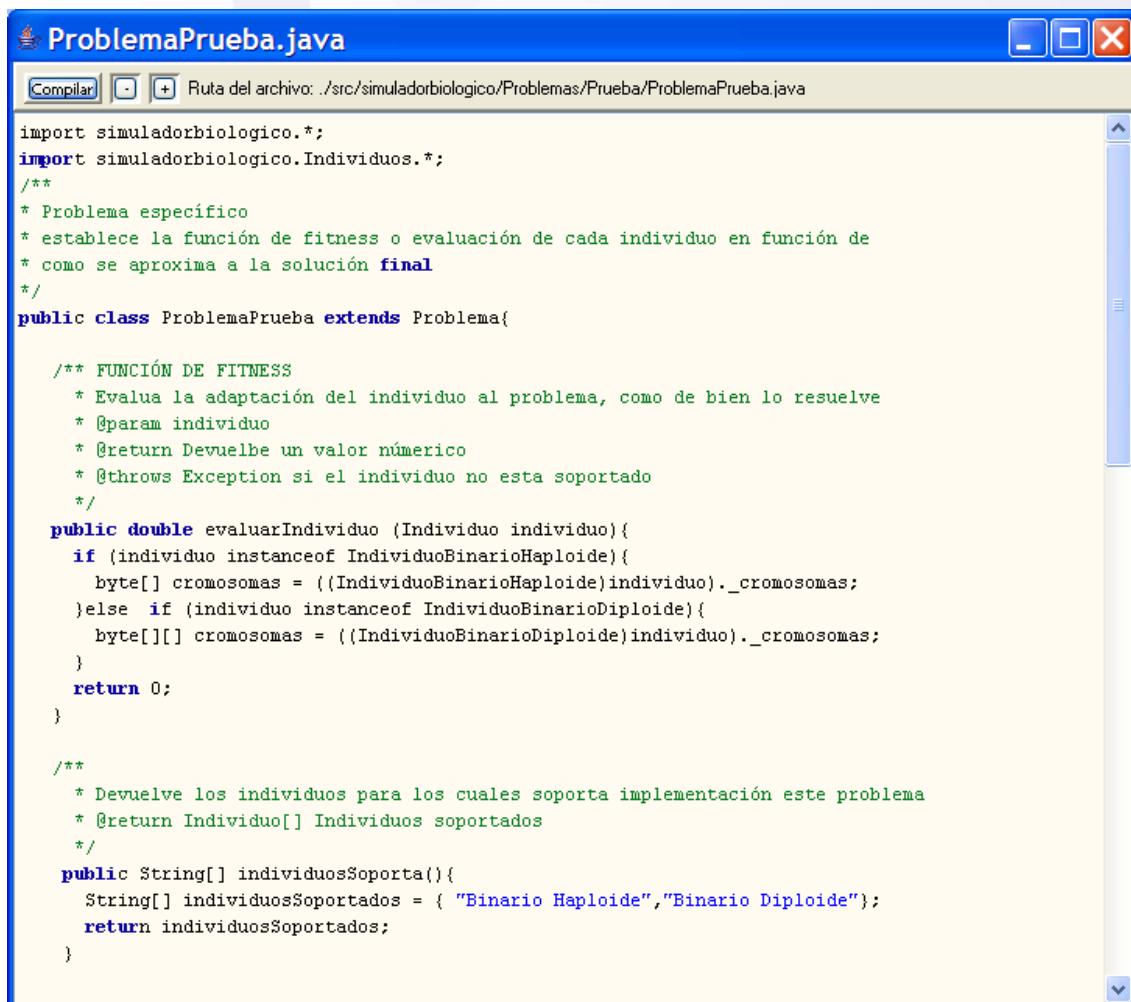 ProblemaPrueba.java
Compilar - + Ruta del archivo: ./src/simuladorbiologico/Problemas/Prueba/ProblemaPrueba.java
import simuladorbiologico.*;
import simuladorbiologico.Individuos.*;
/**
* Problema específico
* establece la función de fitness o evaluación de cada individuo en función de
* como se aproxima a la solución final
*/
public class ProblemaPrueba extends Problema{
/** FUNCIÓN DE FITNESS
* Evalua la adaptación del individuo al problema, como de bien lo resuelve
* @param individuo
* @return Devuelbe un valor númerico
* @throws Exception si el individuo no esta soportado
*/
public double evaluarIndividuo (Individuo individuo){
if (individuo instanceof IndividuoBinarioHaploide){
byte[] cromosomas = ((IndividuoBinarioHaploide)individuo)._cromosomas;
}else  if (individuo instanceof IndividuoBinarioDiploide){
byte[][] cromosomas = ((IndividuoBinarioDiploide)individuo)._cromosomas;
}
return 0;
}
/**
* Devuelve los individuos para los cuales soporta implementación este problema
* @return Individuo[] Individuos soportados
*/
public String[] individuosSoporta(){
String[] individuosSoportados = { "Binario Haploide","Binario Diploide"};
return individuosSoportados;
}